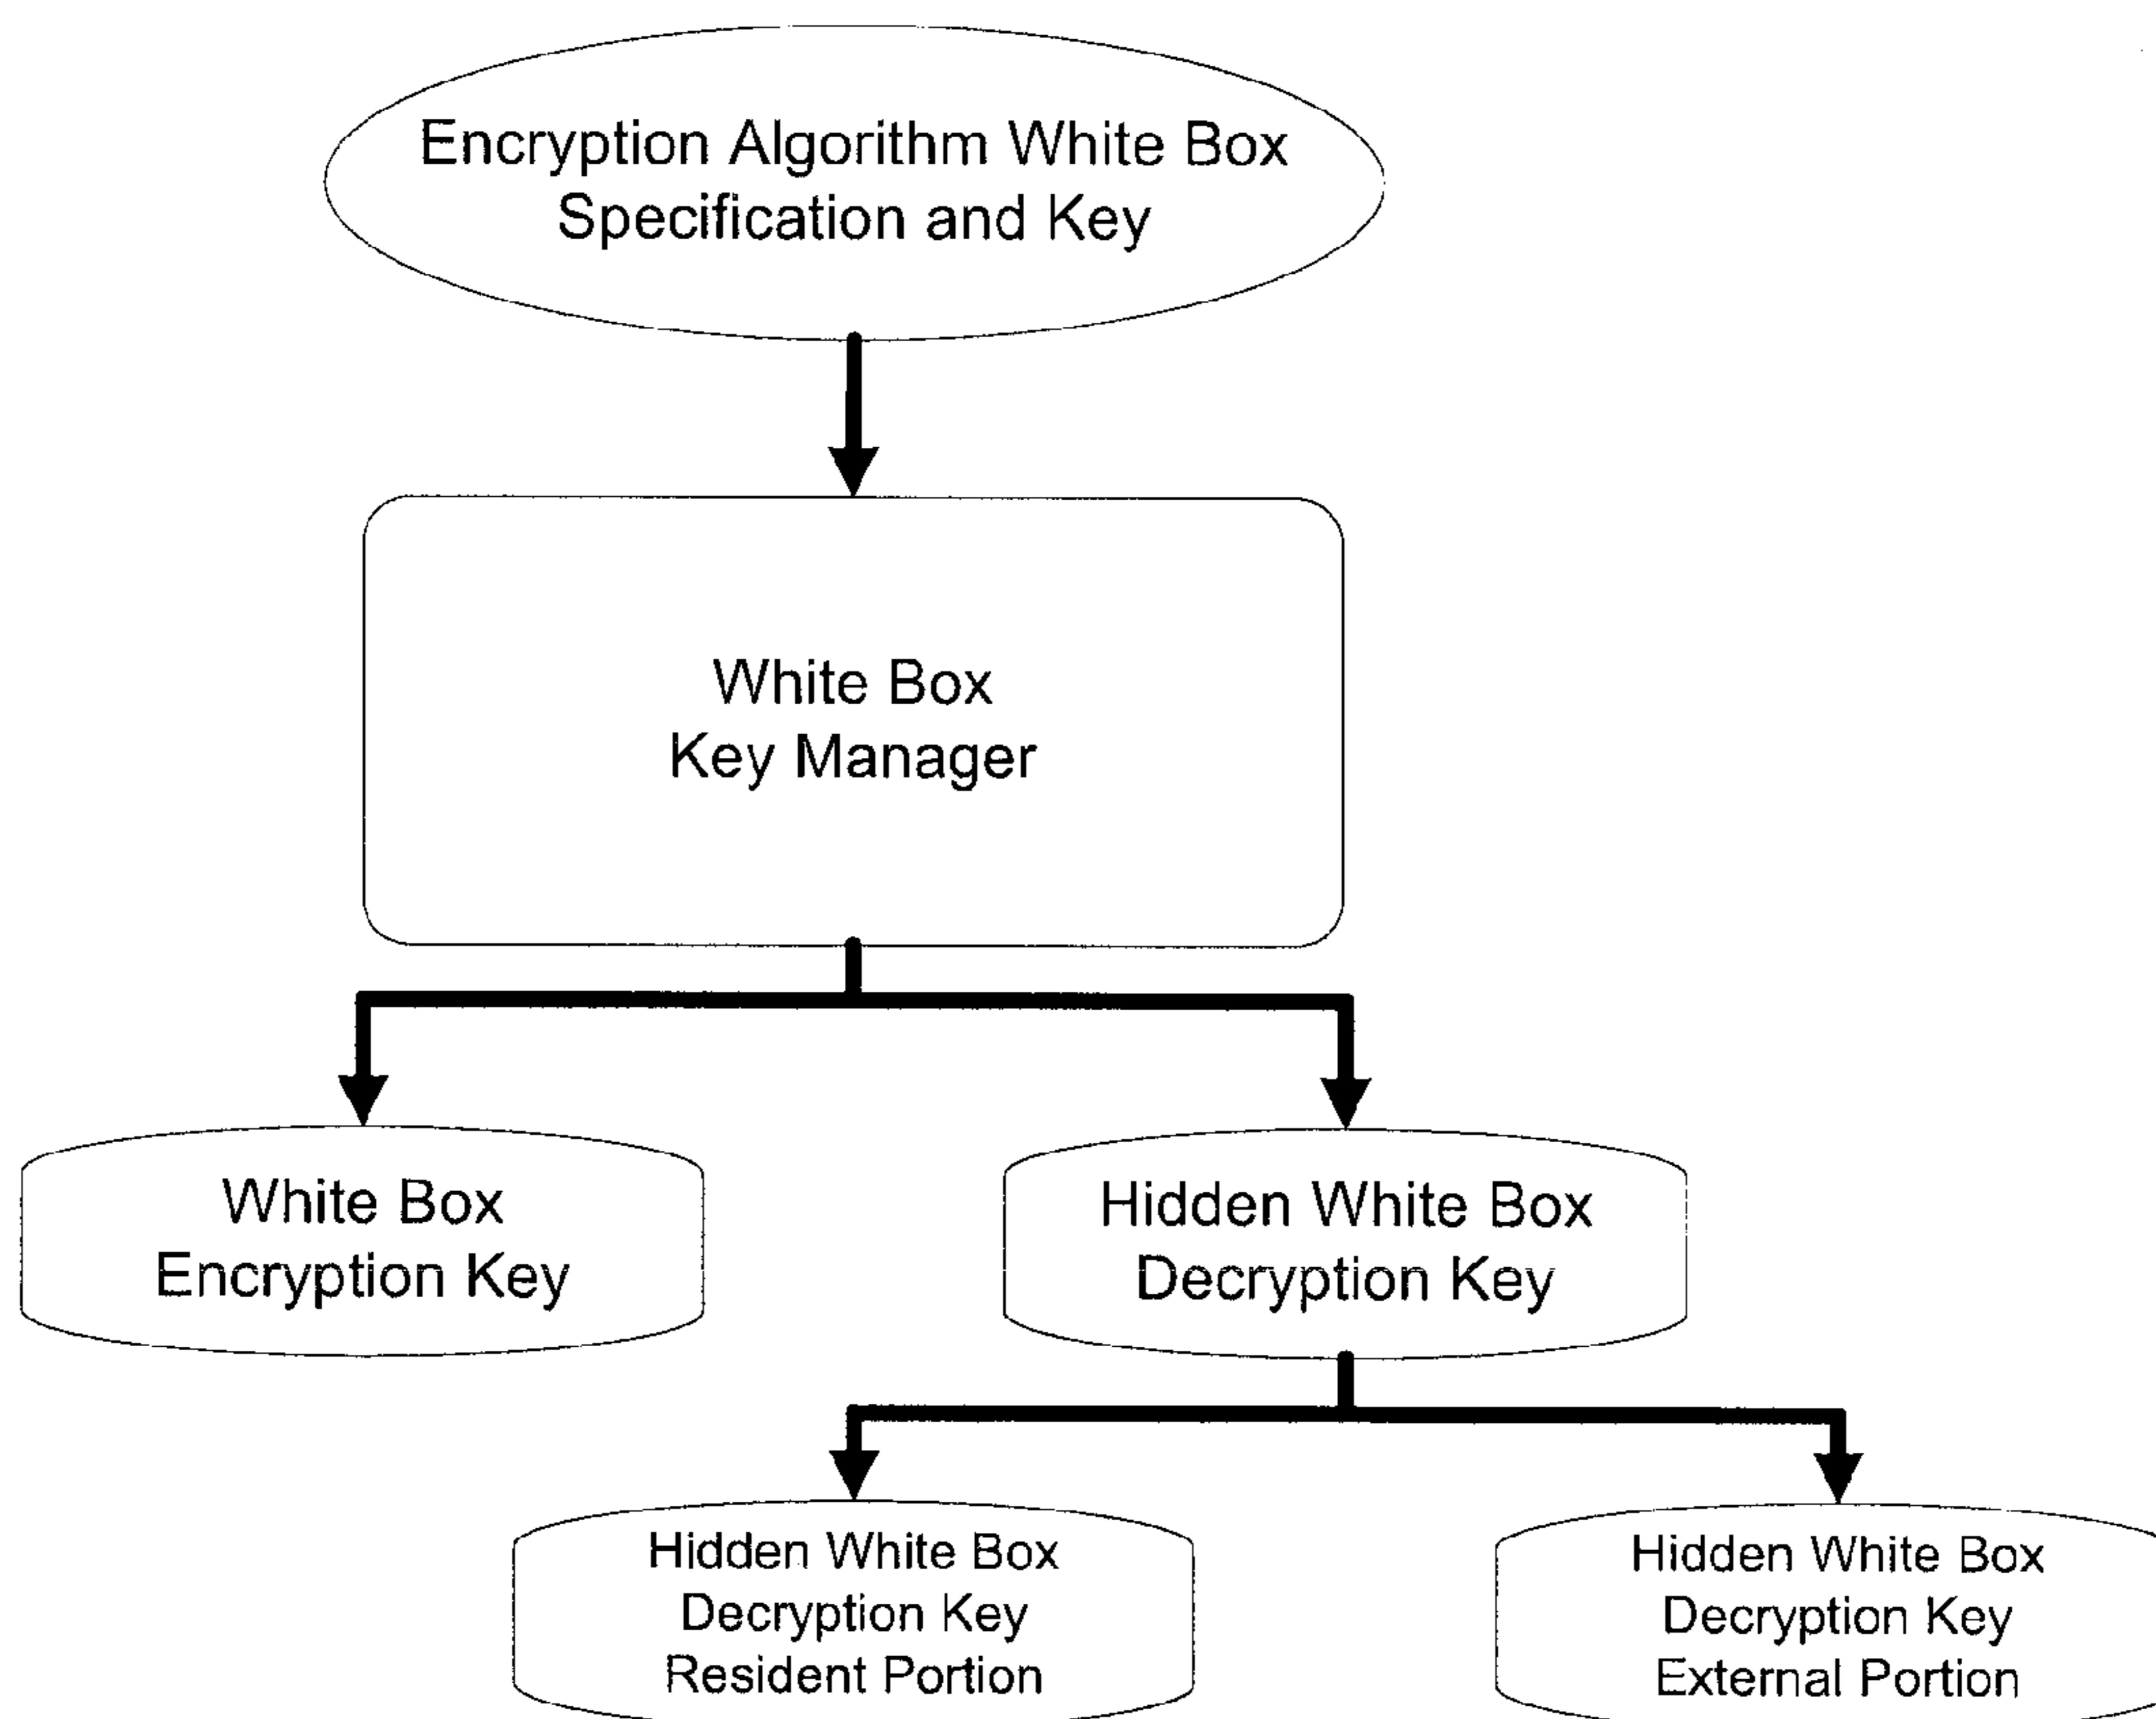 Encryption Algorithm White Box
Specification and Key
White Box
Key Manager
White Box
Encryption Key
Hidden White Box
Decryption Key
Hidden White Box
Decryption Key
Resident Portion
Hidden White Box
Decryption Key
External Portion